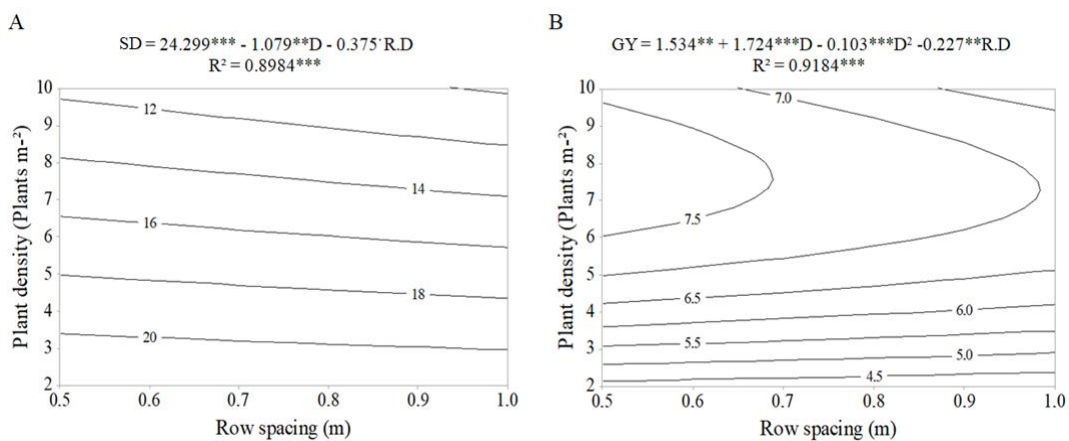 A
SD = 24.299*** - 1.079**D - 0.375˙R.D
R² = 0.8984***
10
9
8
7
6
5
4
3
2
12
14
16
18
20
0.5 0.6 0.7 0.8 0.9 1.0
Plant density (Plants m-²)
Row spacing (m)
B
GY = 1.534** + 1.724***D - 0.103***D² -0.227**R.D
R² = 0.9184***
10
9
8
7
6
5
4
3
2
7.0
7.5
6.5
6.0
5.5
5.0
4.5
0.5 0.6 0.7 0.8 0.9 1.0
Plant density (Plants m-²)
Row spacing (m)